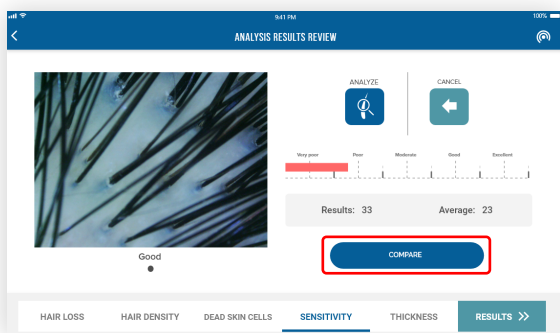 9:41 PM
100%
ANALYSIS RESULTS REVIEW
ANALYZE
CANCEL
Very poor
Poor
Moderate
Good
Excellent
Results: 33
Average: 23
Good
COMPARE
HAIR LOSS
HAIR DENSITY
DEAD SKIN CELLS
SENSITIVITY
THICKNESS
RESULTS